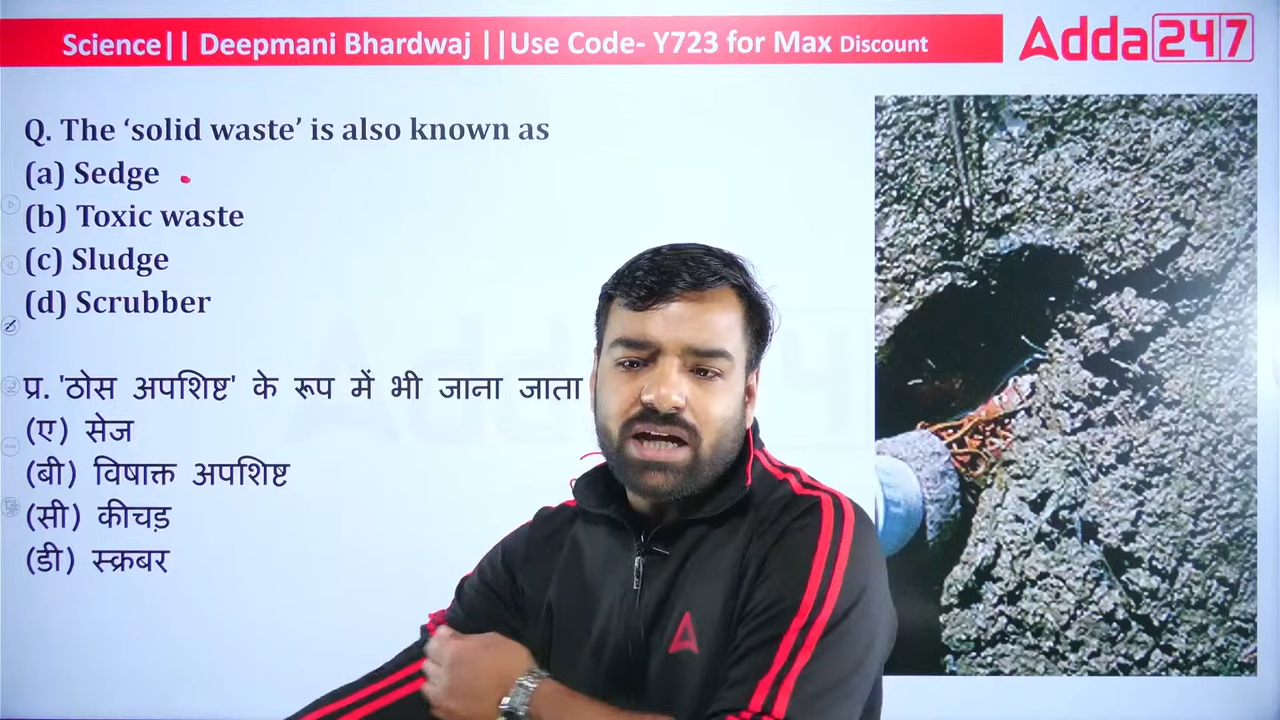 Science|| Deepmani Bhardwaj ||Use Code- Y723 for Max Discount
Adda247
Q. The ‘solid waste’ is also known as
(a) Sedge
(b) Toxic waste
(c) Sludge
(d) Scrubber
प्र. 'ठोस अपशिष्ट' के रूप में भी जाना जाता
(ए) सेज
(बी) विषाक्त अपशिष्ट
(सी) कीचड़
(डी) स्क्रबर